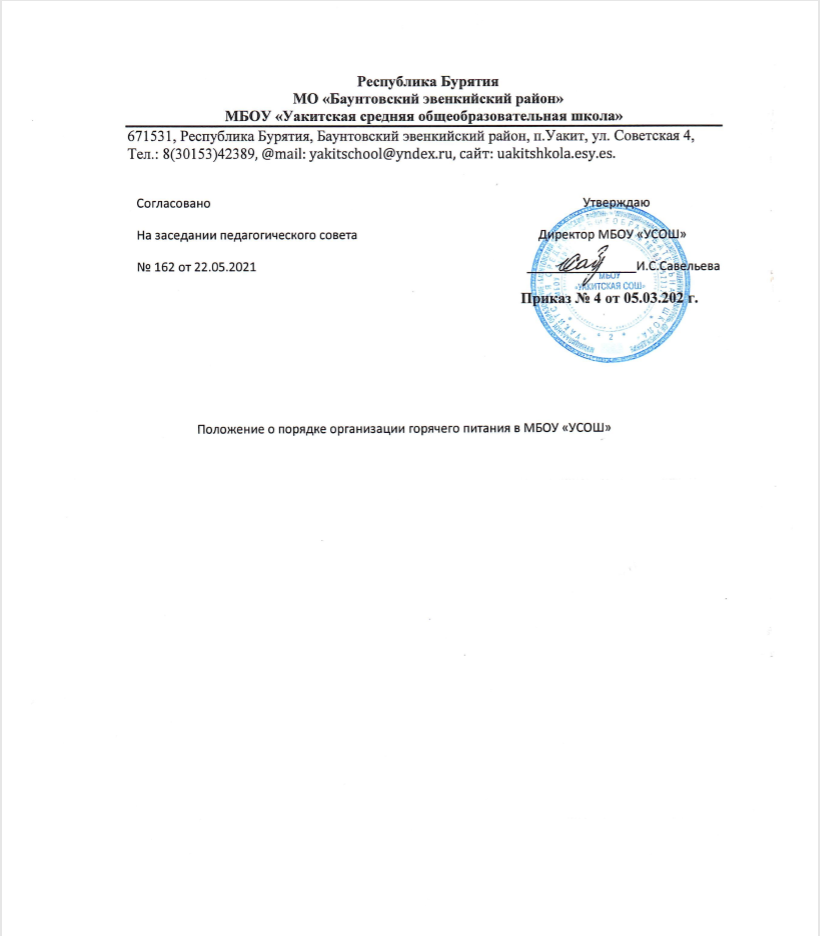 Республика Бурятия
МО «Баунтовский эвенкийский район»
МБОУ «Уакитская средняя общеобразовательная школа»
671531, Республика Бурятия, Баунтовский эвенкийский район, п.Уакит, ул. Советская 4,
Тел.: 8(30153)42389, @mail: yakitschool@yndex.ru, сайт: uakitshkola.esy.es.
Согласовано
Утверждаю
На заседании педагогического совета
Директор МБОУ «УСОШ»
№ 162 от 22.05.2021
И.С.Савельева
МБОУ
«УАКИТСКАЯ СОШ»
Приказ № 4 от 05.03.202 г.
Положение о порядке организации горячего питания в МБОУ «УСОШ»